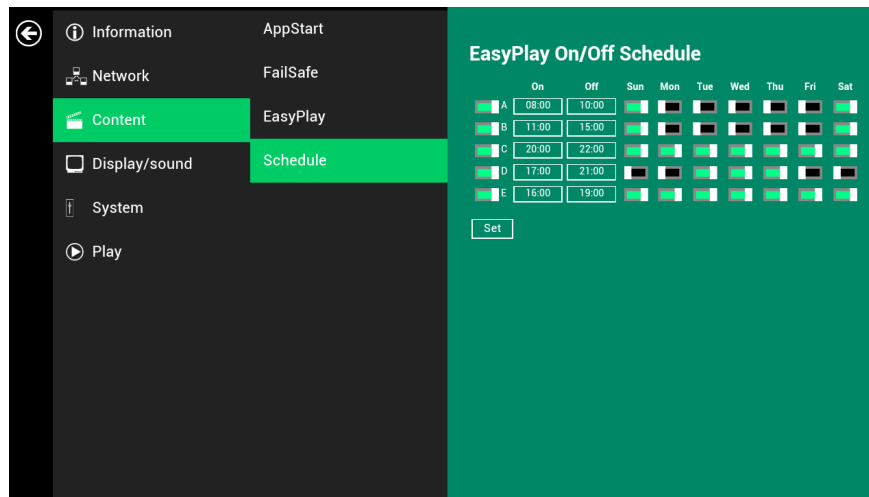 Information
Network
Content
Display/sound
System
Play
AppStart
FailSafe
EasyPlay
Schedule
EasyPlay On/Off Schedule
On Off Sun Mon Tue Wed Thu Fri Sat
A 08:00 10:00
B 11:00 15:00
C 20:00 22:00
D 17:00 21:00
E 16:00 19:00
Set